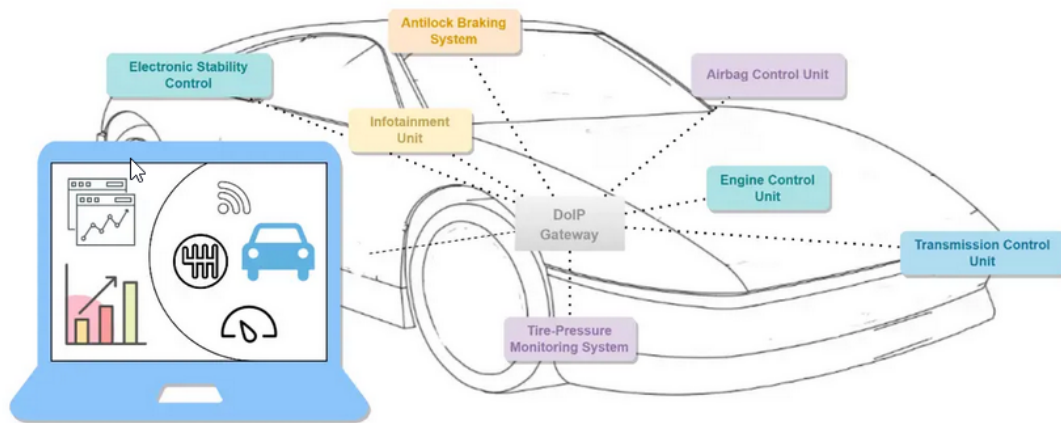 Antilock Braking
System
Electronic Stability
Control
Airbag Control Unit
Infotainment
Unit
Engine Control
Unit
DoIP
Gateway
Transmission Control
Unit
Tire-Pressure
Monitoring System